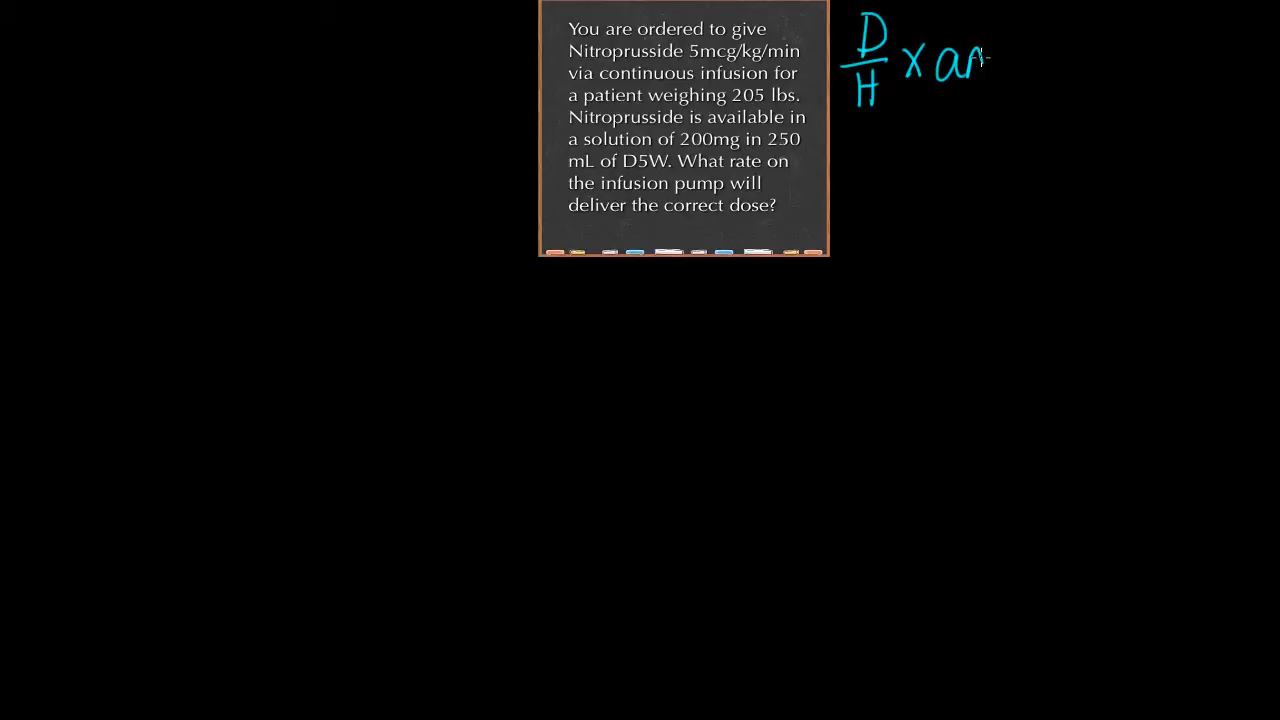 You are ordered to give
Nitroprusside 5mcg/kg/min
via continuous infusion for
a patient weighing 205 lbs.
Nitroprusside is available in
a solution of 200mg in 250
mL of D5W. What rate on
the infusion pump will
deliver the correct dose?
D
H
x an